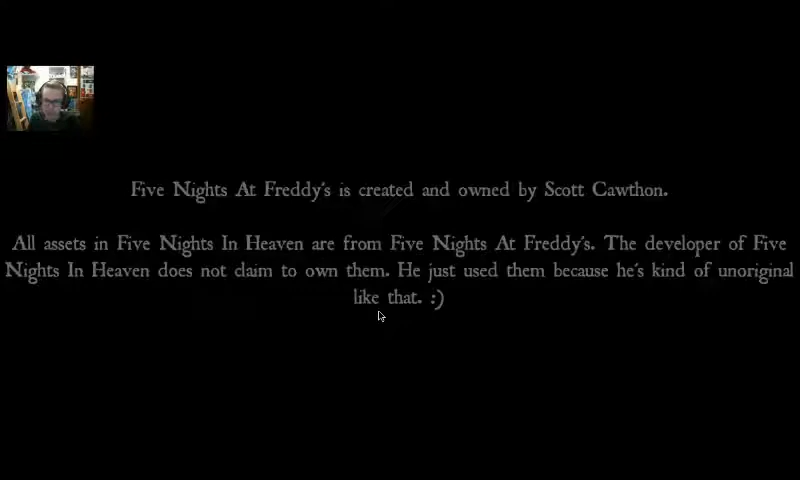 Five Nights At Freddy's is created and owned by Scott Cawthon.
All assets in Five Nights In Heaven are from Five Nights At Freddy's. The developer of Five
Nights In Heaven does not claim to own them. He just used them because he's kind of unoriginal
like that. :)